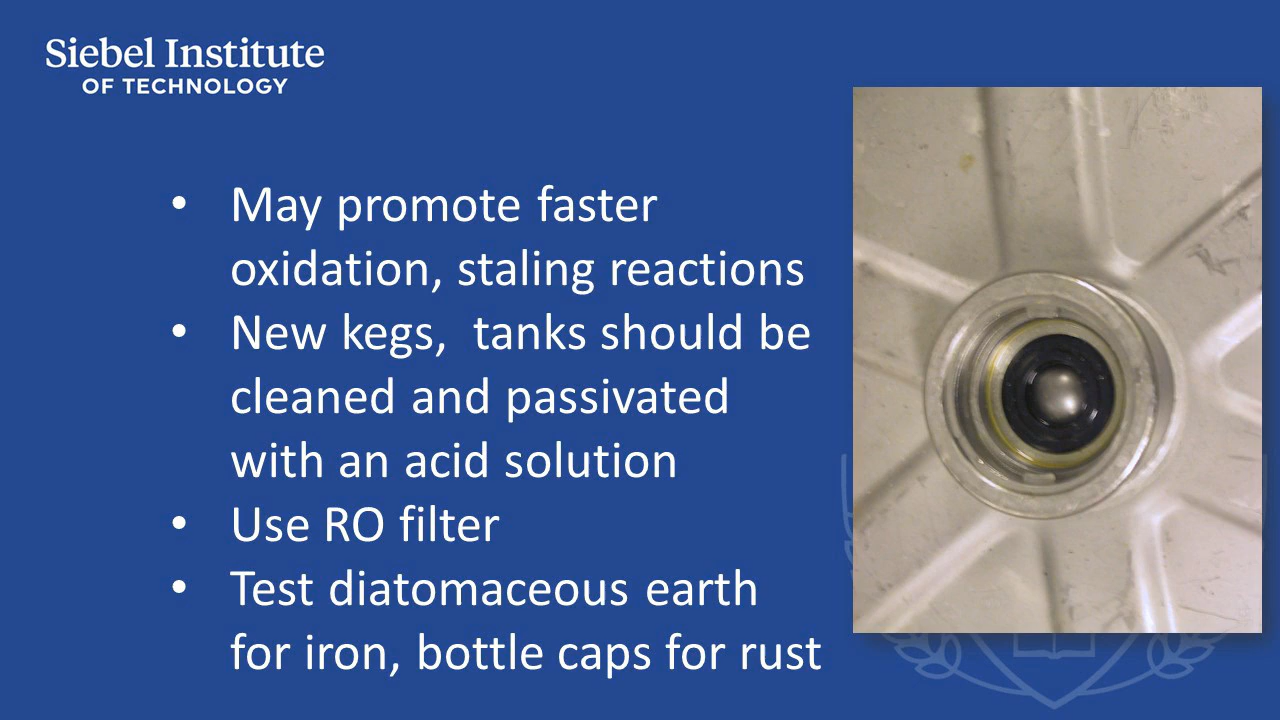 Siebel Institute
OF TECHNOLOGY
• May promote faster
oxidation, staling reactions
• New kegs,  tanks should be
cleaned and passivated
with an acid solution
• Use RO filter
• Test diatomaceous earth
for iron, bottle caps for rust